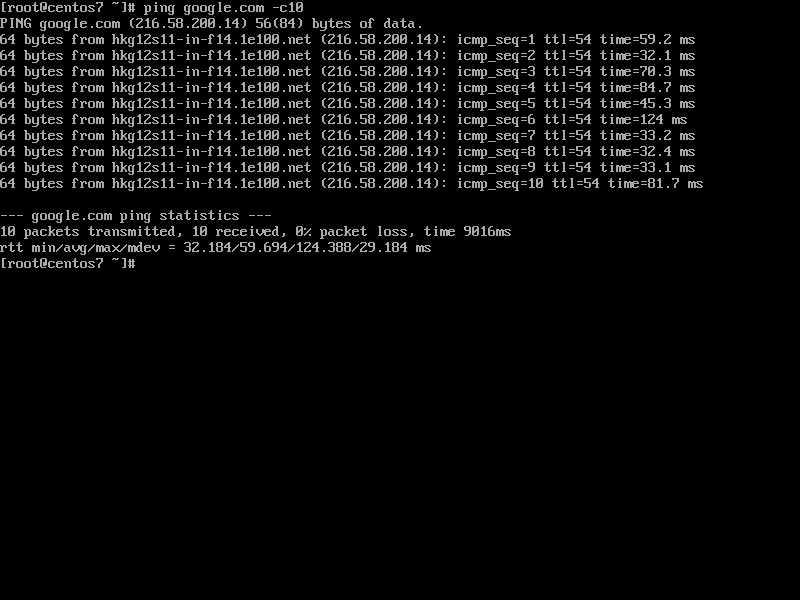 [root@centos7 ~]# ping google.com -c10
PING google.com (216.58.200.14) 56(84) bytes of data.
64 bytes from hkg12s11-in-f14.1e100.net (216.58.200.14): icmp_seq=1 ttl=54 time=59.2 ms
64 bytes from hkg12s11-in-f14.1e100.net (216.58.200.14): icmp_seq=2 ttl=54 time=32.1 ms
64 bytes from hkg12s11-in-f14.1e100.net (216.58.200.14): icmp_seq=3 ttl=54 time=70.3 ms
64 bytes from hkg12s11-in-f14.1e100.net (216.58.200.14): icmp_seq=4 ttl=54 time=84.7 ms
64 bytes from hkg12s11-in-f14.1e100.net (216.58.200.14): icmp_seq=5 ttl=54 time=45.3 ms
64 bytes from hkg12s11-in-f14.1e100.net (216.58.200.14): icmp_seq=6 ttl=54 time=124 ms
64 bytes from hkg12s11-in-f14.1e100.net (216.58.200.14): icmp_seq=7 ttl=54 time=33.2 ms
64 bytes from hkg12s11-in-f14.1e100.net (216.58.200.14): icmp_seq=8 ttl=54 time=32.4 ms
64 bytes from hkg12s11-in-f14.1e100.net (216.58.200.14): icmp_seq=9 ttl=54 time=33.1 ms
64 bytes from hkg12s11-in-f14.1e100.net (216.58.200.14): icmp_seq=10 ttl=54 time=81.7 ms

--- google.com ping statistics ---
10 packets transmitted, 10 received, 0% packet loss, time 9016ms
rtt min/avg/max/mdev = 32.184/59.694/124.388/29.184 ms
[root@centos7 ~]#